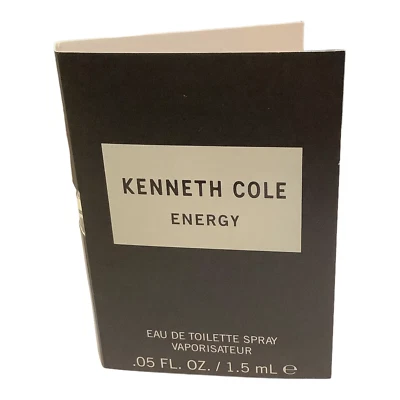 KENNETH COLE
ENERGY
EAU DE TOILETTE SPRAY
VAPORISATEUR
.05 FL. OZ. / 1.5 mL ℮